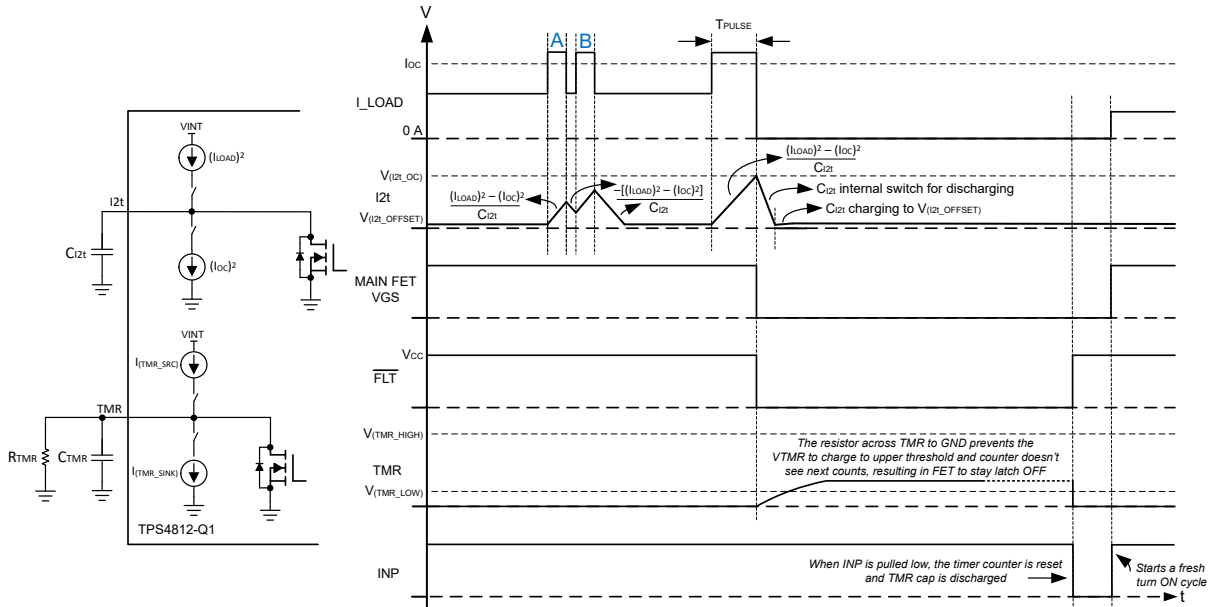 VINT
(ILOAD)²
I2t
CI2t
(IOC)²
VINT
I(TMR_SRC)
TMR
RTMR
CTMR
I(TMR_SINK)
TPS4812-Q1
V
TPULSE
A
B
IOC
I_LOAD
0 A
V(I2t_OC)
I2t
V(I2t_OFFSET)
(ILOAD)² – (IOC)²
CI2t
-[(ILOAD)² – (IOC)²]
CI2t
(ILOAD)² – (IOC)²
CI2t
CI2t internal switch for discharging
CI2t charging to V(I2t_OFFSET)
MAIN FET
VGS
VCC
FLT
V(TMR_HIGH)
TMR
V(TMR_LOW)
The resistor across TMR to GND prevents the
VTMR to charge to upper threshold and counter doesn't
see next counts, resulting in FET to stay latch OFF
INP
When INP is pulled low, the timer counter is reset
and TMR cap is discharged
Starts a fresh
turn ON cycle
t